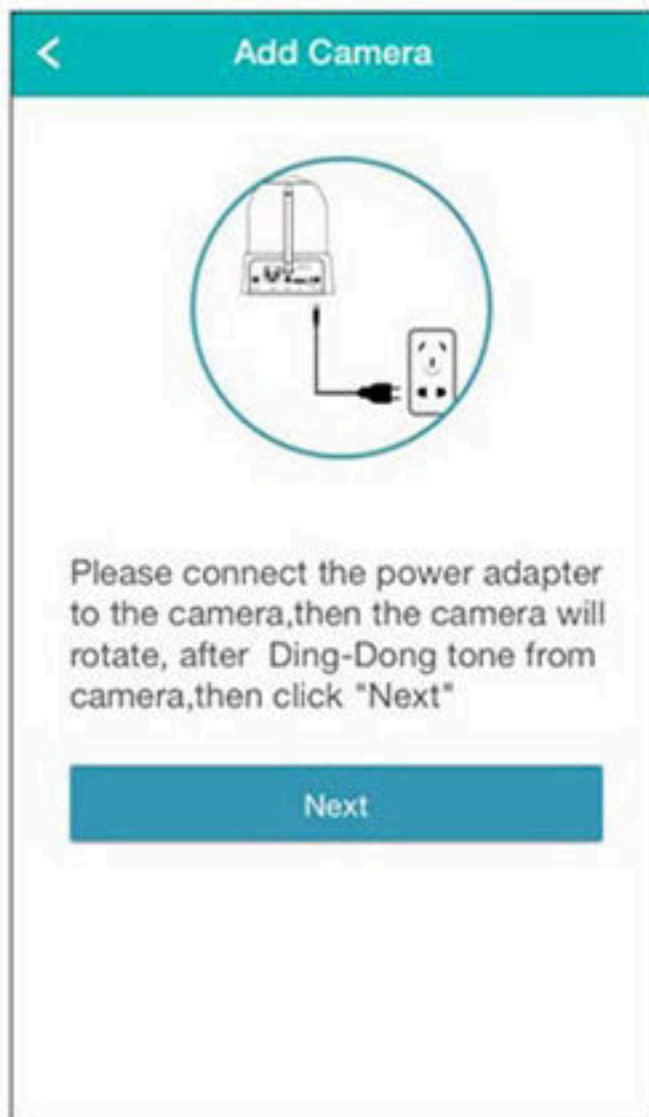 Add Camera
Please connect the power adapter
to the camera,then the camera will
rotate, after  Ding-Dong tone from
camera,then click "Next"
Next